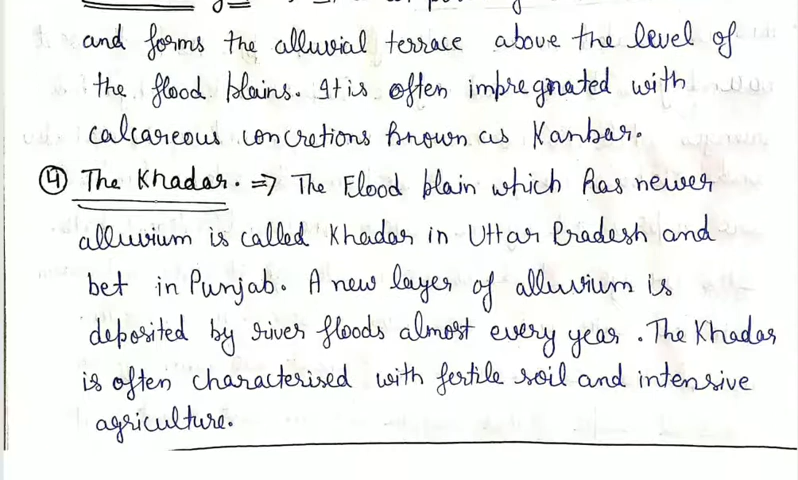 and forms the alluvial terrace above the level of
the flood blains. It is often impregnated with
calcareous concretions known as Kankar.
④ The Khadar. ⇒ The Flood blain which has newer
alluvium is called Khadar in Uttar Pradesh and
bet in Punjab. A new layer of alluvium is
deposited by river floods almost every year. The Khadar
is often characterised with fertile soil and intensive
agriculture.